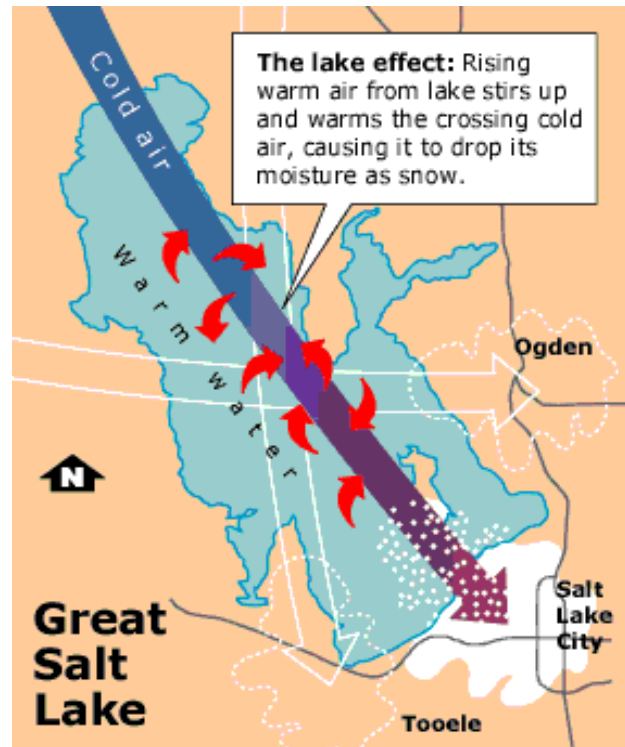 Cold air
The lake effect: Rising
warm air from lake stirs up
and warms the crossing cold
air, causing it to drop its
moisture as snow.
Warm water
Ogden
N
Great
Salt
Lake
Salt
Lake
City
Tooele